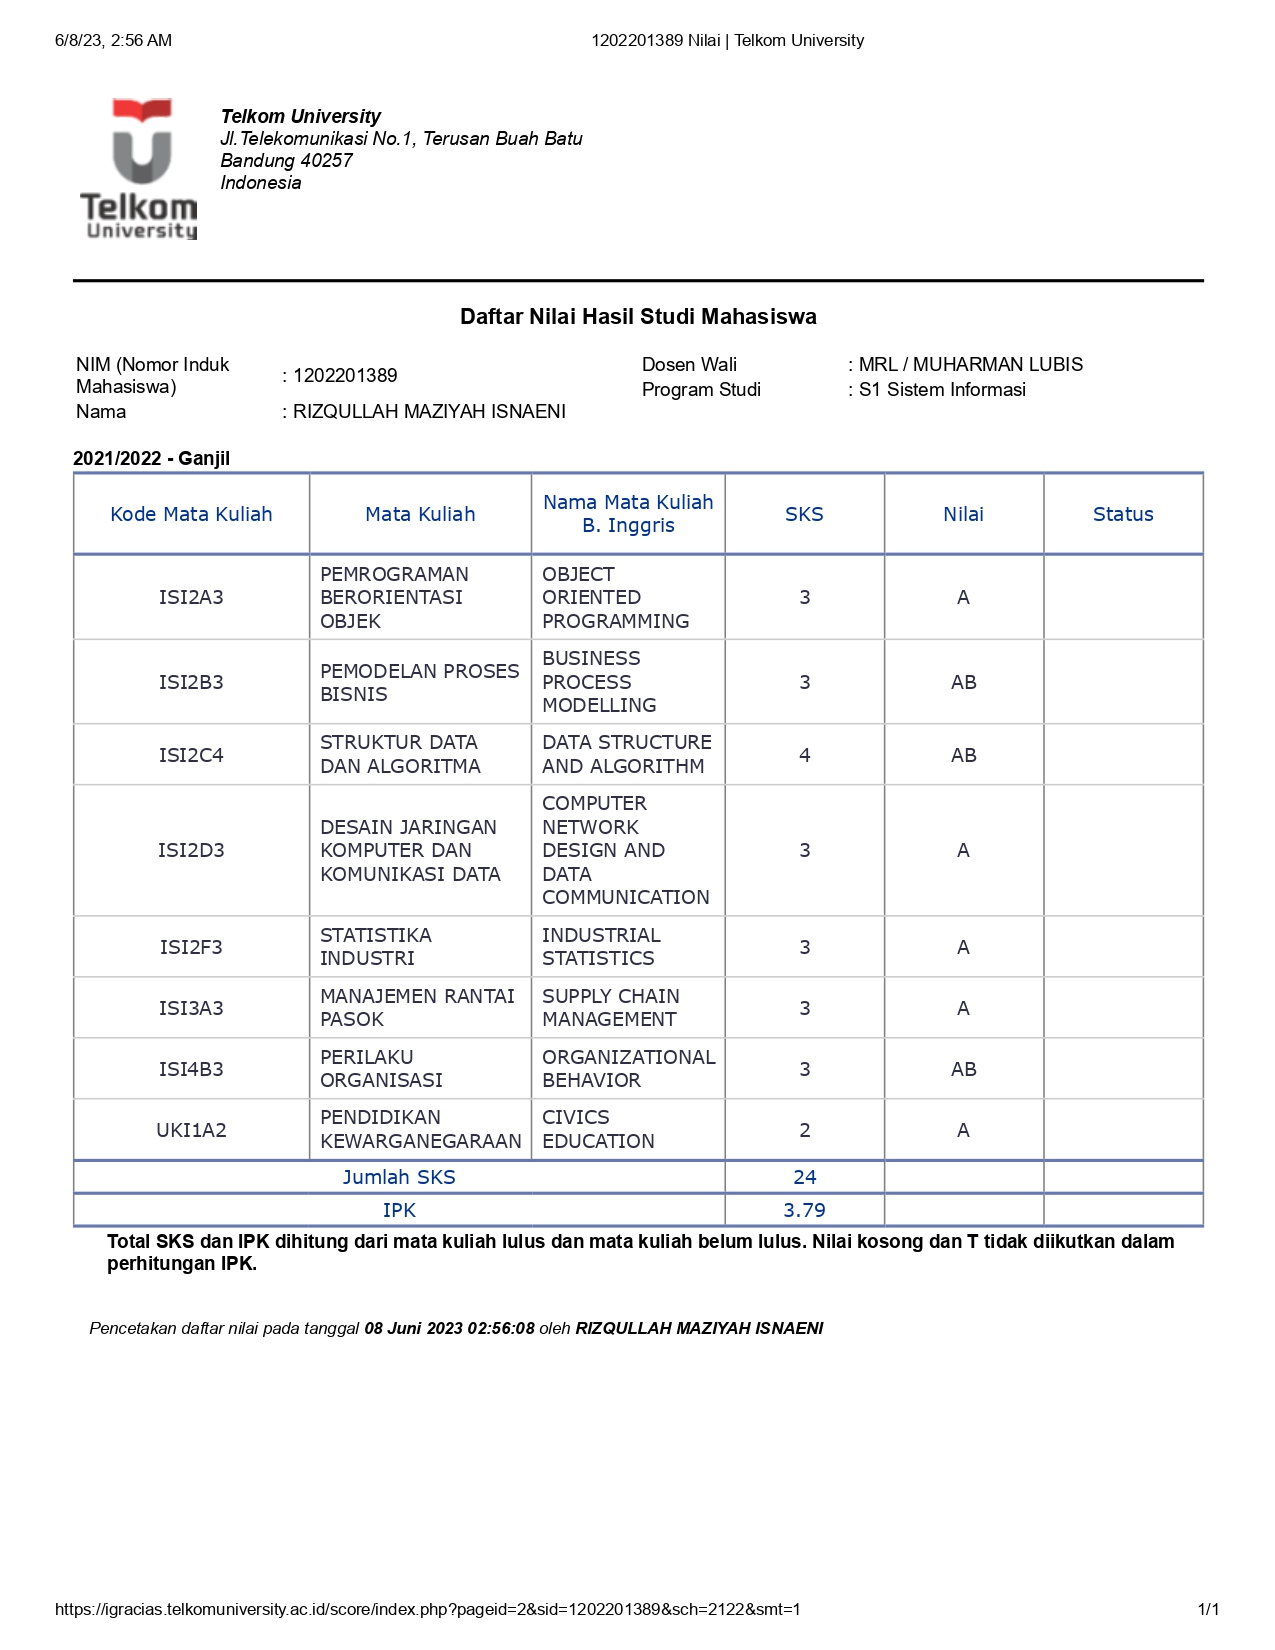 6/8/23, 2:56 AM
1202201389 Nilai | Telkom University
Telkom
University
Telkom University
Jl.Telekomunikasi No.1, Terusan Buah Batu
Bandung 40257
Indonesia
Daftar Nilai Hasil Studi Mahasiswa
NIM (Nomor Induk
Mahasiswa)
: 1202201389
Nama
: RIZQULLAH MAZIYAH ISNAENI
Dosen Wali
: MRL / MUHARMAN LUBIS
Program Studi
: S1 Sistem Informasi
2021/2022 - Ganjil
Kode Mata Kuliah
Mata Kuliah
Nama Mata Kuliah
B. Inggris
SKS
Nilai
Status
ISI2A3
PEMROGRAMAN
BERORIENTASI
OBJEK
OBJECT
ORIENTED
PROGRAMMING
3
A
ISI2B3
PEMODELAN PROSES
BISNIS
BUSINESS
PROCESS
MODELLING
3
AB
ISI2C4
STRUKTUR DATA
DAN ALGORITMA
DATA STRUCTURE
AND ALGORITHM
4
AB
ISI2D3
DESAIN JARINGAN
KOMPUTER DAN
KOMUNIKASI DATA
COMPUTER
NETWORK
DESIGN AND
DATA
COMMUNICATION
3
A
ISI2F3
STATISTIKA
INDUSTRI
INDUSTRIAL
STATISTICS
3
A
ISI3A3
MANAJEMEN RANTAI
PASOK
SUPPLY CHAIN
MANAGEMENT
3
A
ISI4B3
PERILAKU
ORGANISASI
ORGANIZATIONAL
BEHAVIOR
3
AB
UKI1A2
PENDIDIKAN
KEWARGANEGARAAN
CIVICS
EDUCATION
2
A
Jumlah SKS
24
IPK
3.79
Total SKS dan IPK dihitung dari mata kuliah lulus dan mata kuliah belum lulus. Nilai kosong dan T tidak diikutkan dalam
perhitungan IPK.
Pencetakan daftar nilai pada tanggal 08 Juni 2023 02:56:08 oleh RIZQULLAH MAZIYAH ISNAENI
https://igracias.telkomuniversity.ac.id/score/index.php?pageid=2&sid=1202201389&sch=2122&smt=1
1/1